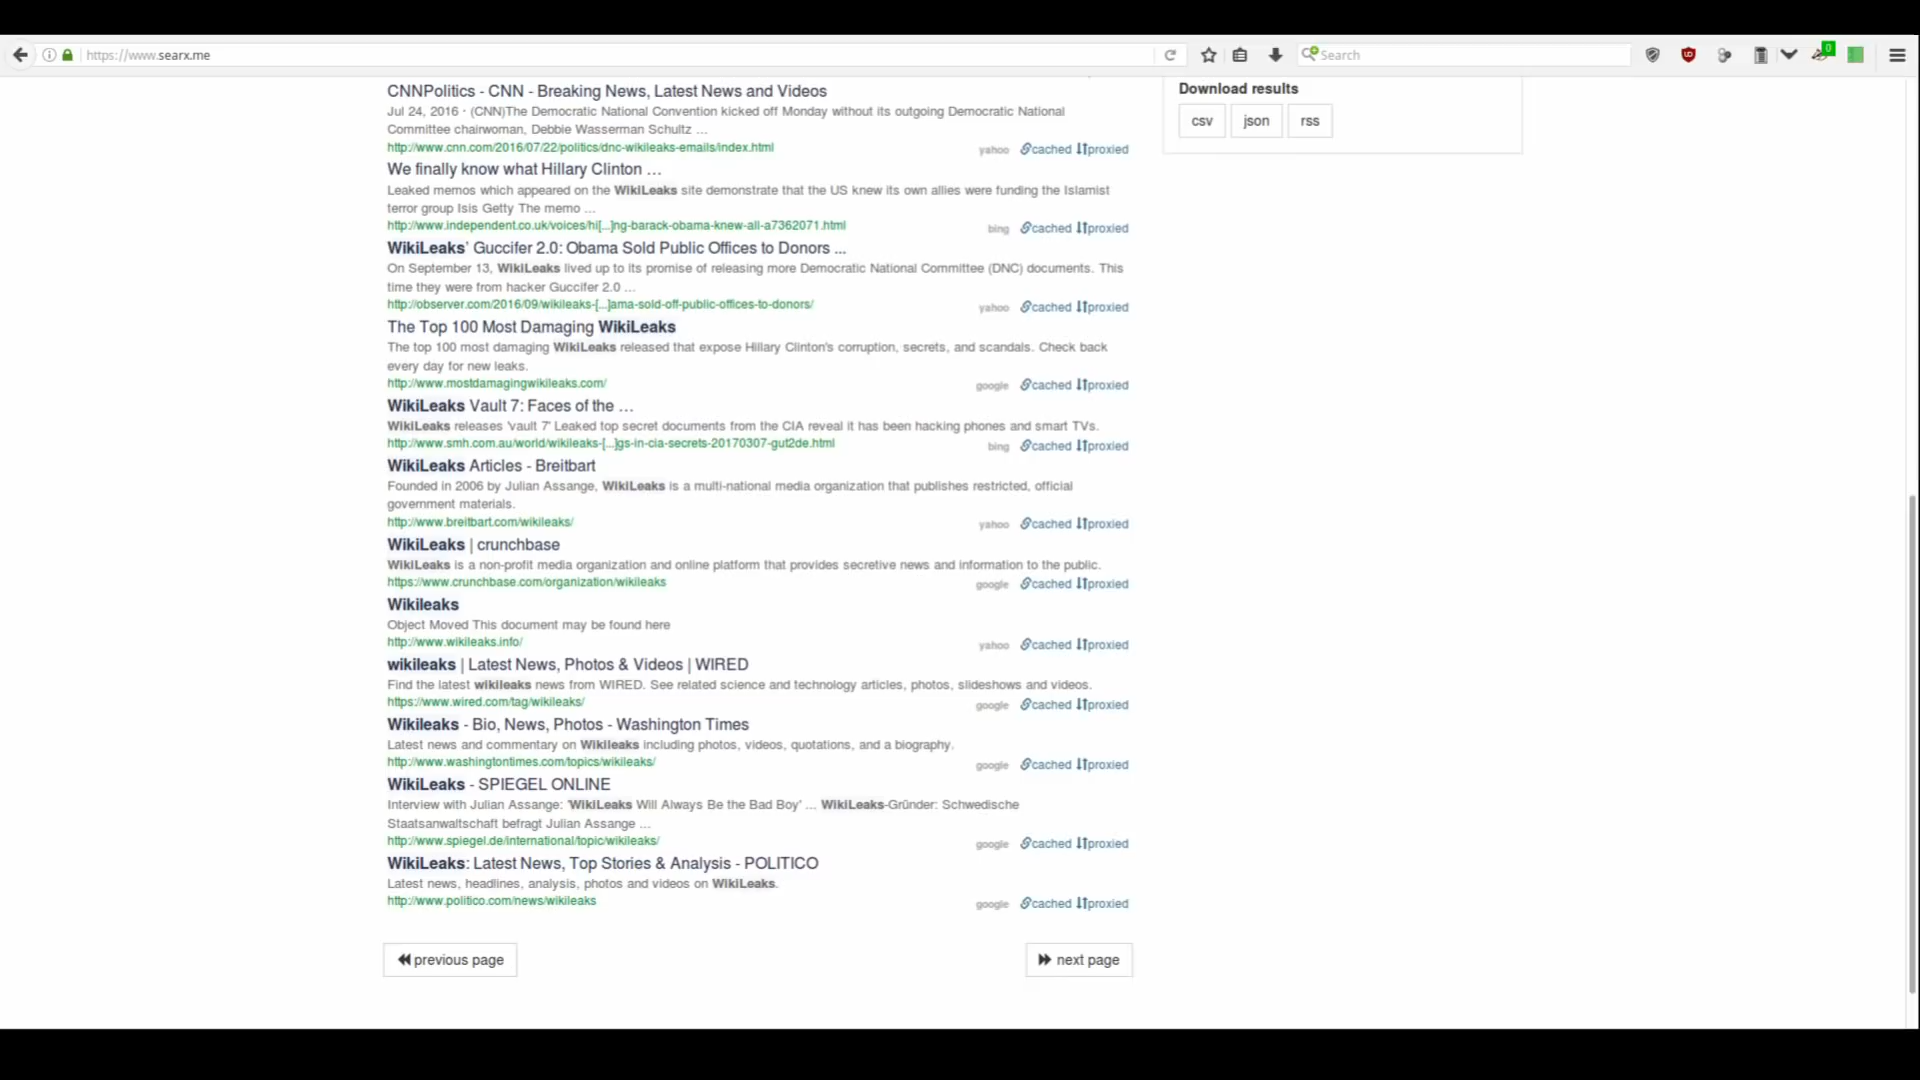 https://www.searx.me
Search
0
CNNPolitics - CNN - Breaking News, Latest News and Videos
Jul 24, 2016 · (CNN)The Democratic National Convention kicked off Monday without its outgoing Democratic National
Committee chairwoman, Debbie Wasserman Schultz ...
http://www.cnn.com/2016/07/22/politics/dnc-wikileaks-emails/index.html
yahoo cached proxied
We finally know what Hillary Clinton ...
Leaked memos which appeared on the WikiLeaks site demonstrate that the US knew its own allies were funding the Islamist
terror group Isis Getty The memo ...
http://www.independent.co.uk/voices/hi[...]ng-barack-obama-knew-all-a7362071.html
bing cached proxied
WikiLeaks' Guccifer 2.0: Obama Sold Public Offices to Donors ...
On September 13, WikiLeaks lived up to its promise of releasing more Democratic National Committee (DNC) documents. This
time they were from hacker Guccifer 2.0 ...
http://observer.com/2016/09/wikileaks-[...]ama-sold-off-public-offices-to-donors/
yahoo cached proxied
The Top 100 Most Damaging WikiLeaks
The top 100 most damaging WikiLeaks released that expose Hillary Clinton's corruption, secrets, and scandals. Check back
every day for new leaks.
http://www.mostdamagingwikileaks.com/
google cached proxied
WikiLeaks Vault 7: Faces of the ...
WikiLeaks releases 'vault 7' Leaked top secret documents from the CIA reveal it has been hacking phones and smart TVs.
http://www.smh.com.au/world/wikileaks-[...]gs-in-cia-secrets-20170307-gut2de.html
bing cached proxied
WikiLeaks Articles - Breitbart
Founded in 2006 by Julian Assange, WikiLeaks is a multi-national media organization that publishes restricted, official
government materials.
http://www.breitbart.com/wikileaks/
yahoo cached proxied
WikiLeaks | crunchbase
WikiLeaks is a non-profit media organization and online platform that provides secretive news and information to the public.
https://www.crunchbase.com/organization/wikileaks
google cached proxied
Wikileaks
Object Moved This document may be found here
http://www.wikileaks.info/
yahoo cached proxied
wikileaks | Latest News, Photos & Videos | WIRED
Find the latest wikileaks news from WIRED. See related science and technology articles, photos, slideshows and videos.
https://www.wired.com/tag/wikileaks/
google cached proxied
Wikileaks - Bio, News, Photos - Washington Times
Latest news and commentary on Wikileaks including photos, videos, quotations, and a biography.
http://www.washingtontimes.com/topics/wikileaks/
google cached proxied
WikiLeaks - SPIEGEL ONLINE
Interview with Julian Assange: 'WikiLeaks Will Always Be the Bad Boy' ... WikiLeaks-Gründer: Schwedische
Staatsanwaltschaft befragt Julian Assange ...
http://www.spiegel.de/international/topic/wikileaks/
google cached proxied
WikiLeaks: Latest News, Top Stories & Analysis - POLITICO
Latest news, headlines, analysis, photos and videos on WikiLeaks.
http://www.politico.com/news/wikileaks
google cached proxied
previous page
next page
Download results
csv json rss